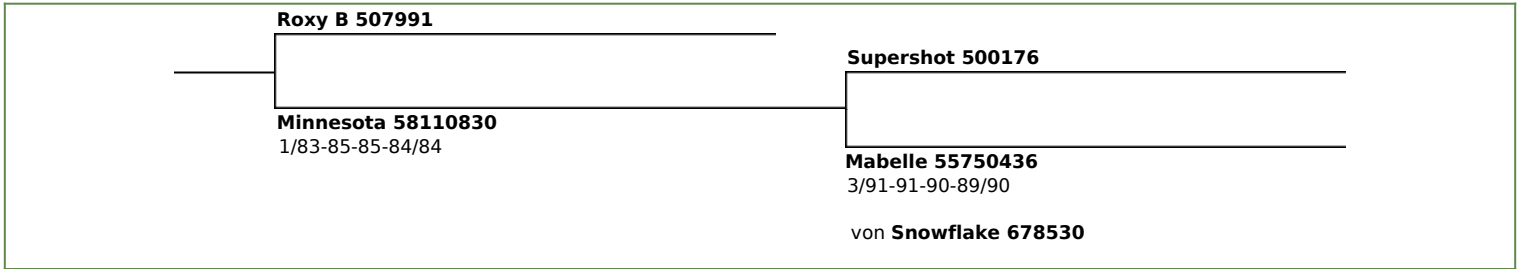 Roxy B 507991
Supershot 500176
Minnesota 58110830
1/83-85-85-84/84
Mabelle 55750436
3/91-91-90-89/90
von Snowflake 678530